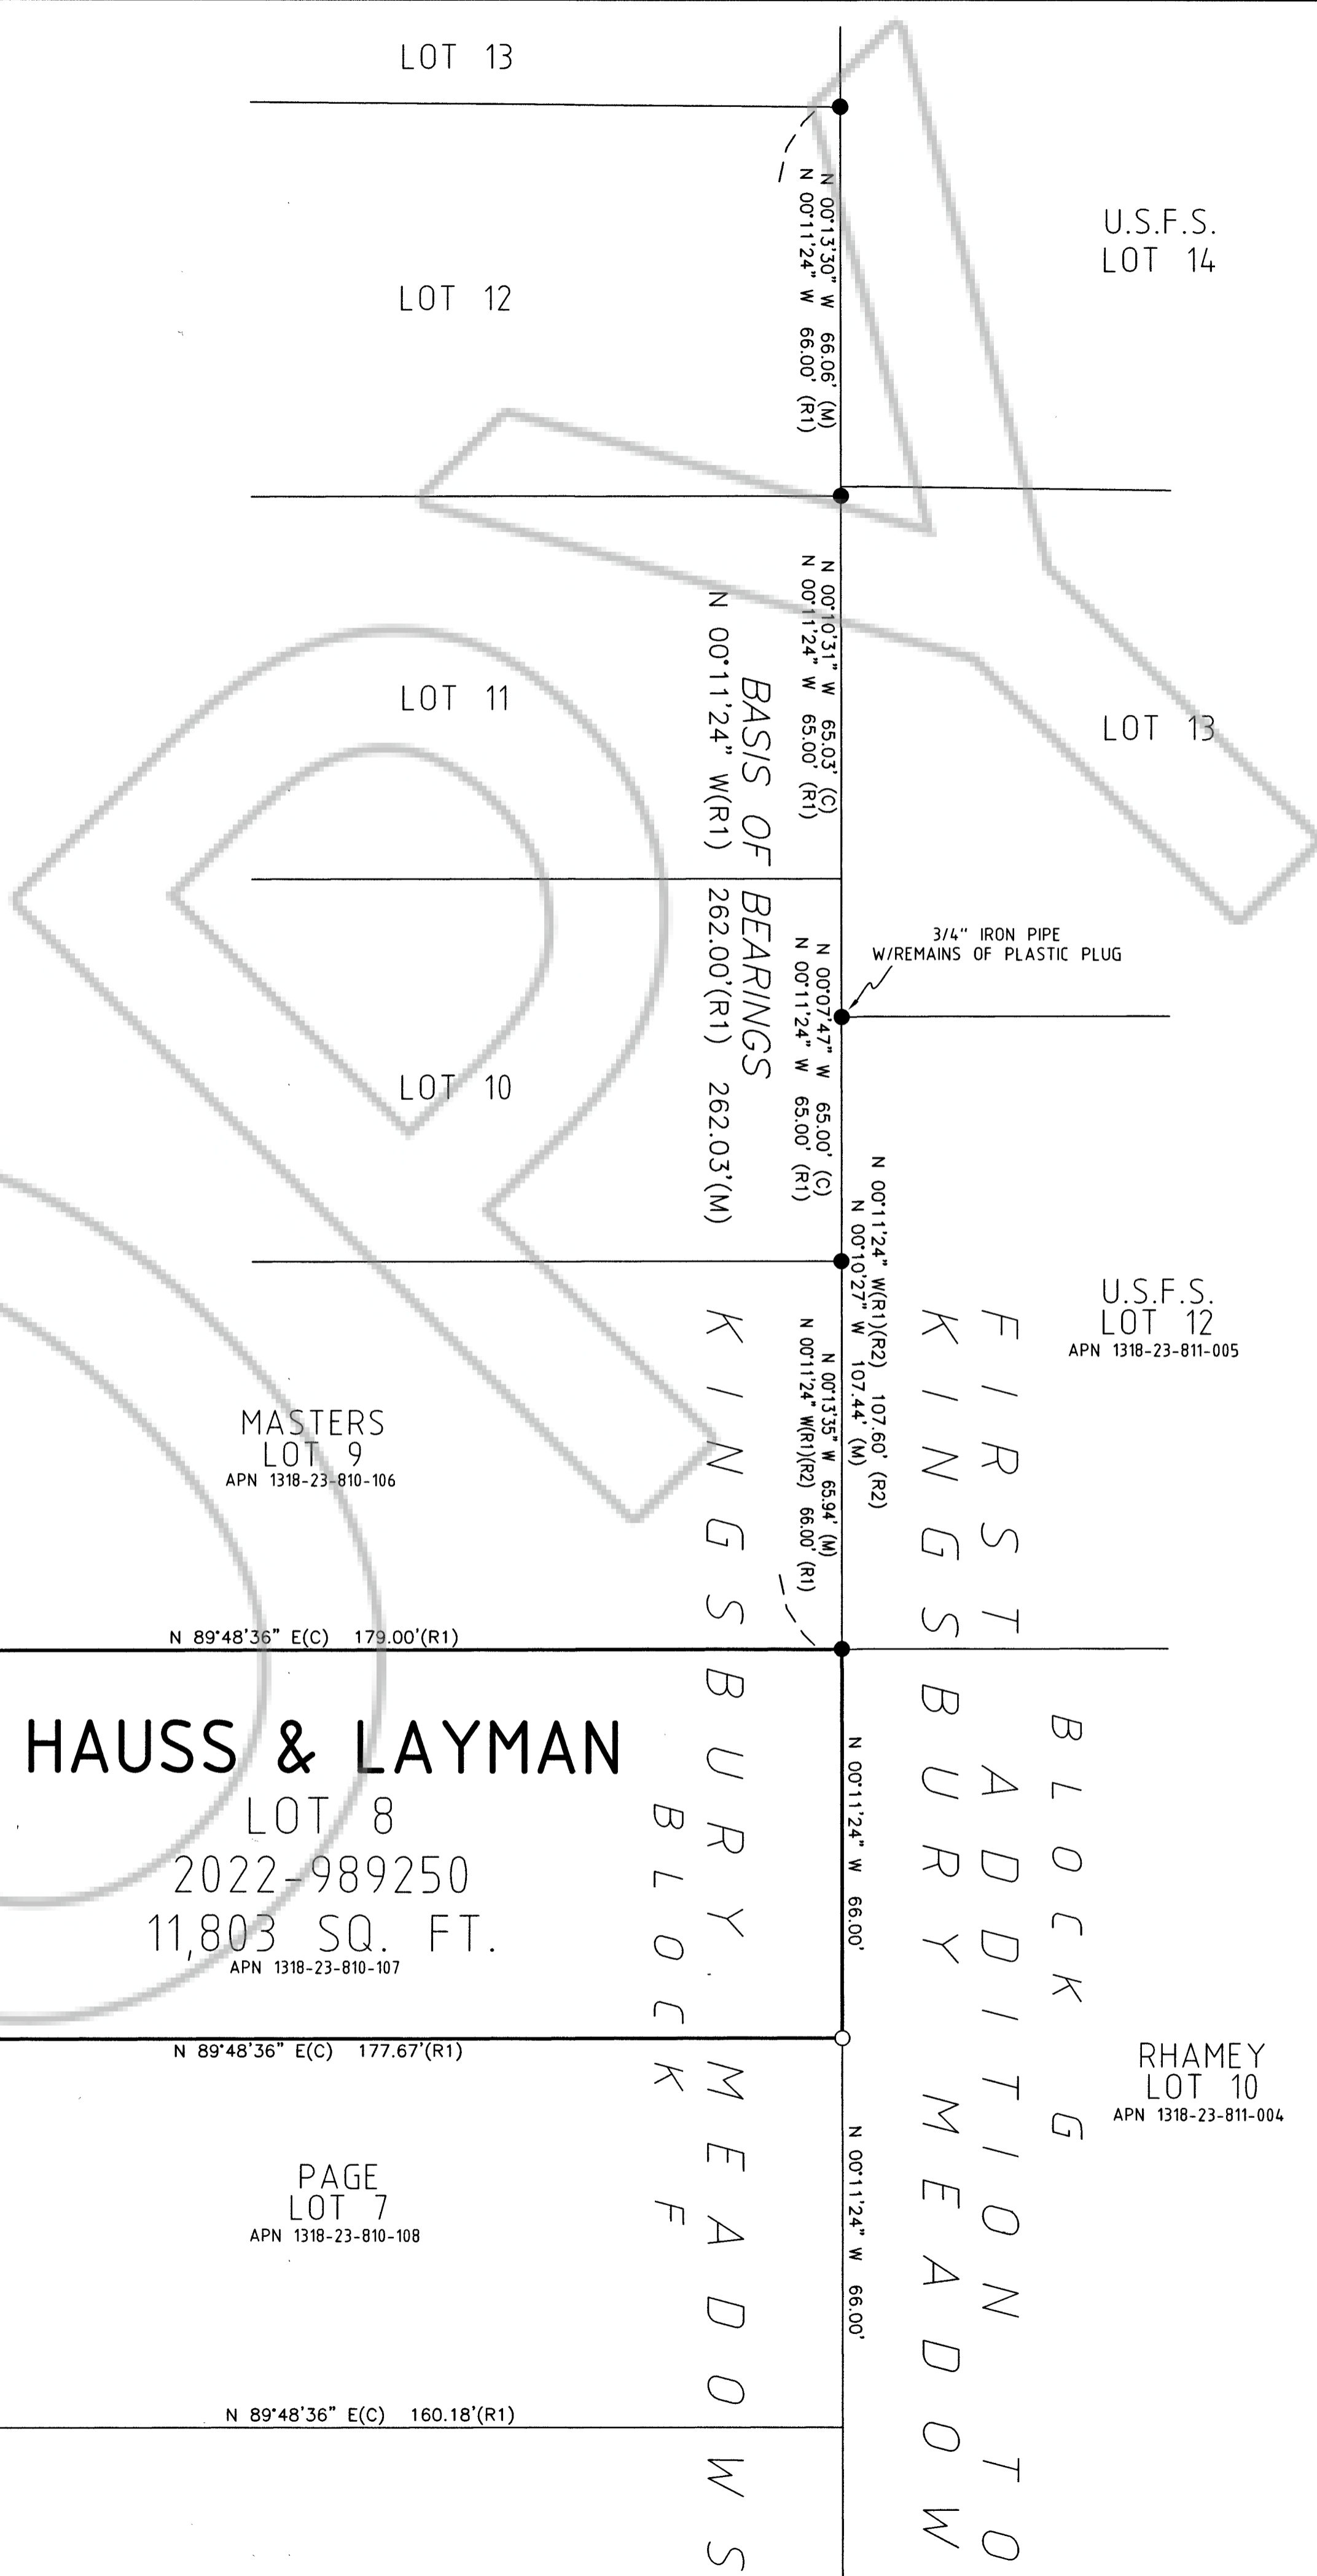 LOT 13
U.S.F.S.
LOT 14
LOT 12
N 00°13'30" W 66.06' (M)
N 00°11'24" W 66.00' (R1)
N 00°10'31" W 65.03' (C)
N 00°11'24" W 65.00' (R1)
LOT 11
LOT 13
BASIS OF BEARINGS
N 00°11'24" W(R1) 262.00'(R1) 262.03'(M)
3/4" IRON PIPE
W/REMAINS OF PLASTIC PLUG
N 00°07'47" W 65.00' (C)
N 00°11'24" W 65.00' (R1)
LOT 10
N 00°11'24" W(R1)(R2) 107.60' (R2)
N 00°10'27" W 107.44' (M)
U.S.F.S.
LOT 12
APN 1318-23-811-005
N 00°13'35" W 65.94' (M)
N 00°11'24" W(R1)(R2) 66.00' (R1)
MASTERS
LOT 9
APN 1318-23-810-106
N 89°48'36" E(C) 179.00'(R1)
HAUSS & LAYMAN
LOT 8
2022-989250
11,803 SQ. FT.
APN 1318-23-810-107
N 00°11'24" W 66.00'
N 89°48'36" E(C) 177.67'(R1)
RHAMEY
LOT 10
APN 1318-23-811-004
PAGE
LOT 7
APN 1318-23-810-108
N 00°11'24" W 66.00'
N 89°48'36" E(C) 160.18'(R1)
KINGSBURY MEADOWS
BLOCK F
FIRST ADDITION TO
KINGSBURY MEADOW
BLOCK G
COPY